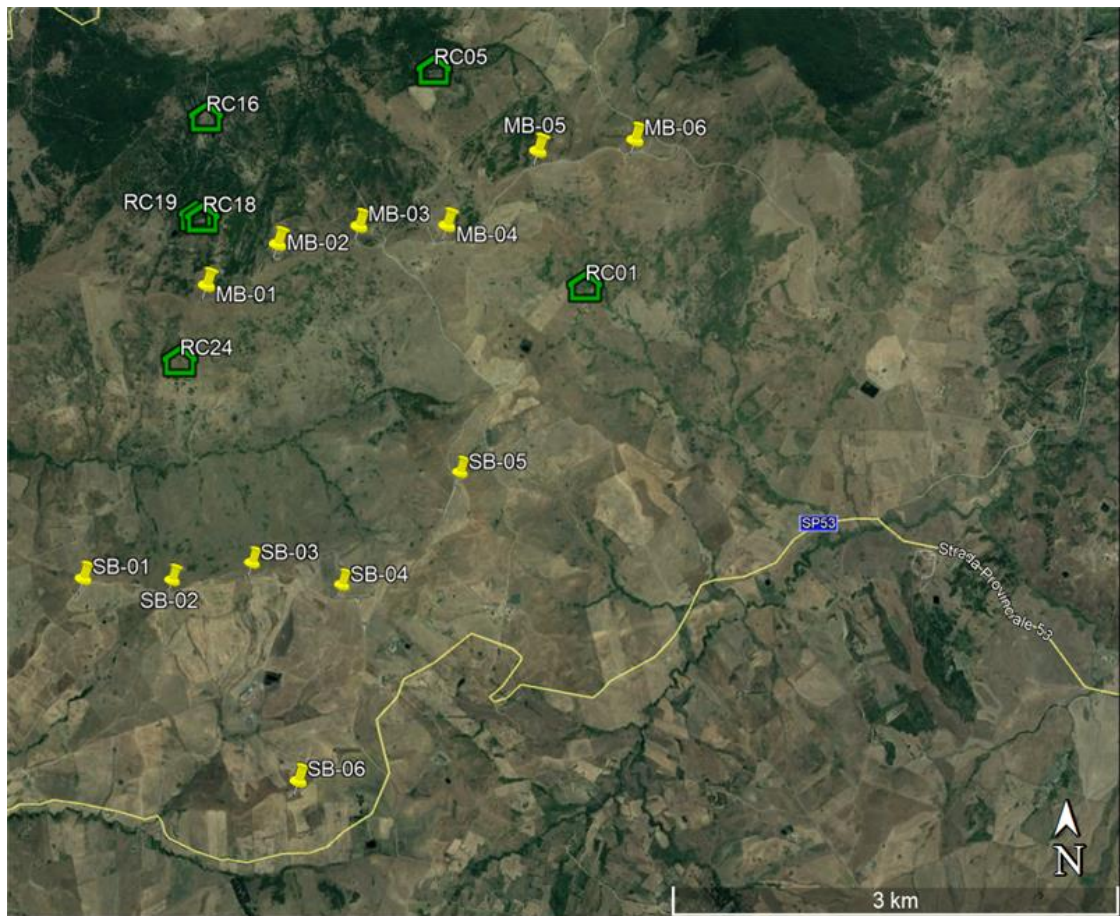 RC05
RC16
MB-05
MB-06
RC19
RC18
MB-03
MB-04
MB-02
RC01
MB-01
RC24
SB-05
SP53
SB-03
Strada Provinciale 53
SB-01
SB-04
SB-02
SB-06
N
3 km